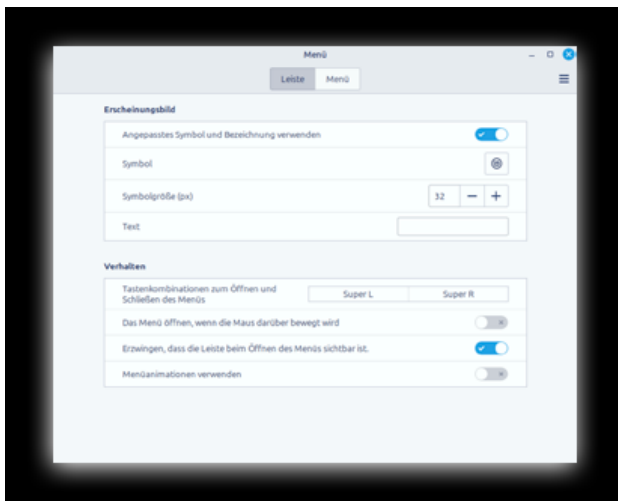 Menü
Leiste
Menü
Erscheinungsbild
Angepasstes Symbol und Bezeichnung verwenden
Symbol
Symbolgröße (px)
32
Text
Verhalten
Tastenkombinationen zum Öffnen und
Schließen des Menüs
Super L
Super R
Das Menü öffnen, wenn die Maus darüber bewegt wird
Erzwingen, dass die Leiste beim Öffnen des Menüs sichtbar ist.
Menüanimationen verwenden